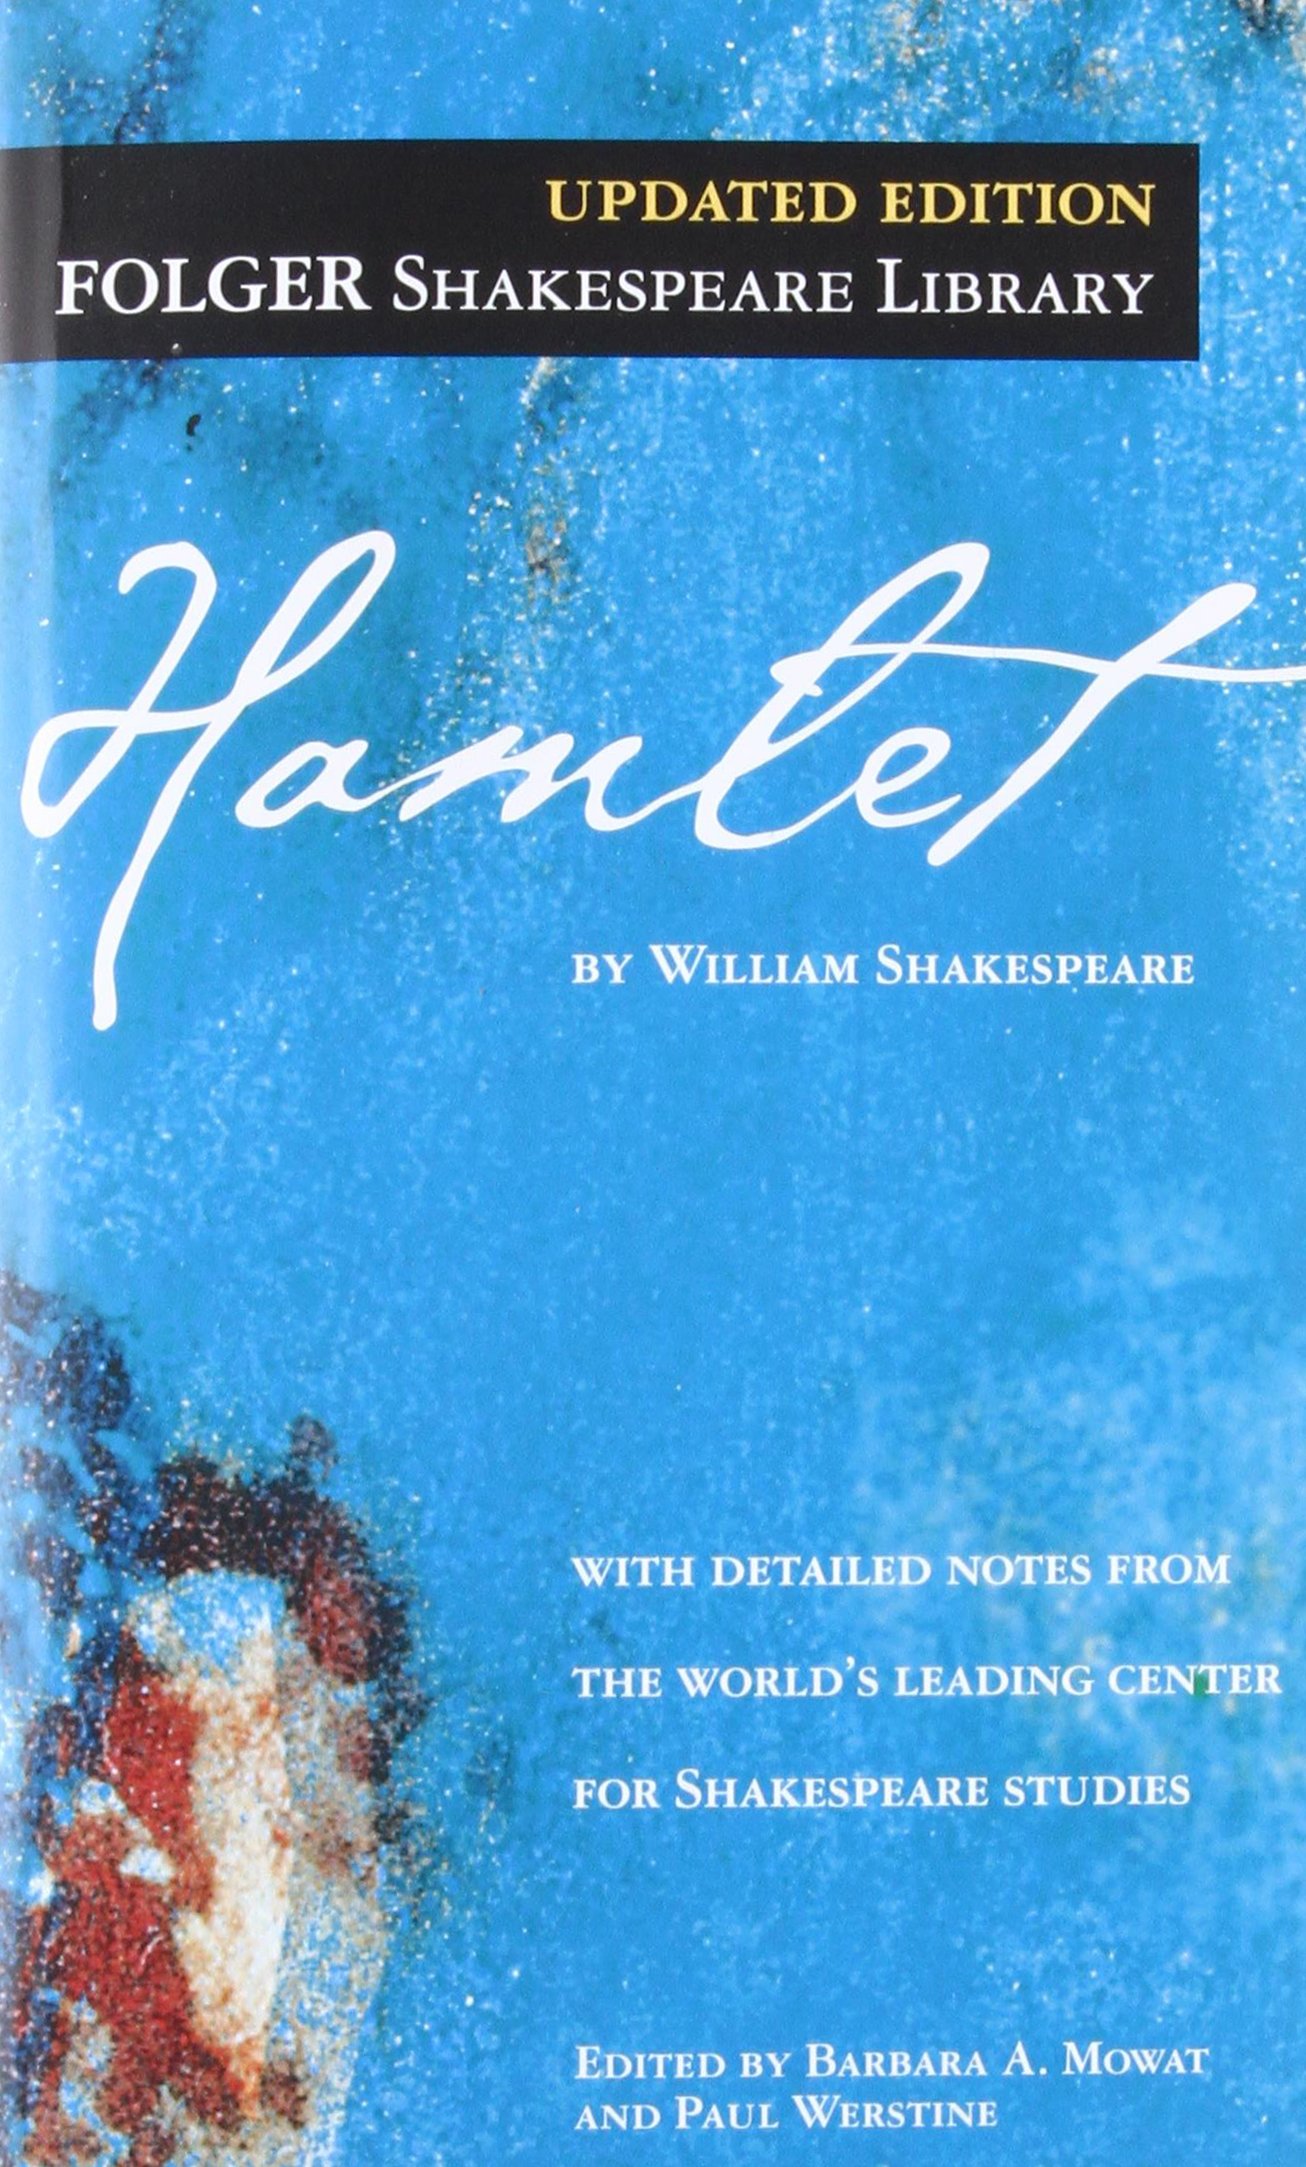 UPDATED EDITION
FOLGER SHAKESPEARE LIBRARY
Hamlet
BY WILLIAM SHAKESPEARE
WITH DETAILED NOTES FROM
THE WORLD'S LEADING CENTER
FOR SHAKESPEARE STUDIES
EDITED BY BARBARA A. MOWAT
AND PAUL WERSTINE